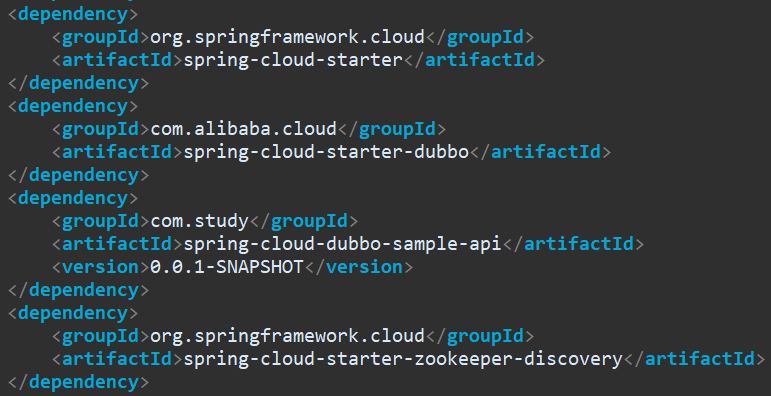 <dependency>
    <groupId>org.springframework.cloud</groupId>
    <artifactId>spring-cloud-starter</artifactId>
</dependency>
<dependency>
    <groupId>com.alibaba.cloud</groupId>
    <artifactId>spring-cloud-starter-dubbo</artifactId>
</dependency>
<dependency>
    <groupId>com.study</groupId>
    <artifactId>spring-cloud-dubbo-sample-api</artifactId>
    <version>0.0.1-SNAPSHOT</version>
</dependency>
<dependency>
    <groupId>org.springframework.cloud</groupId>
    <artifactId>spring-cloud-starter-zookeeper-discovery</artifactId>
</dependency>